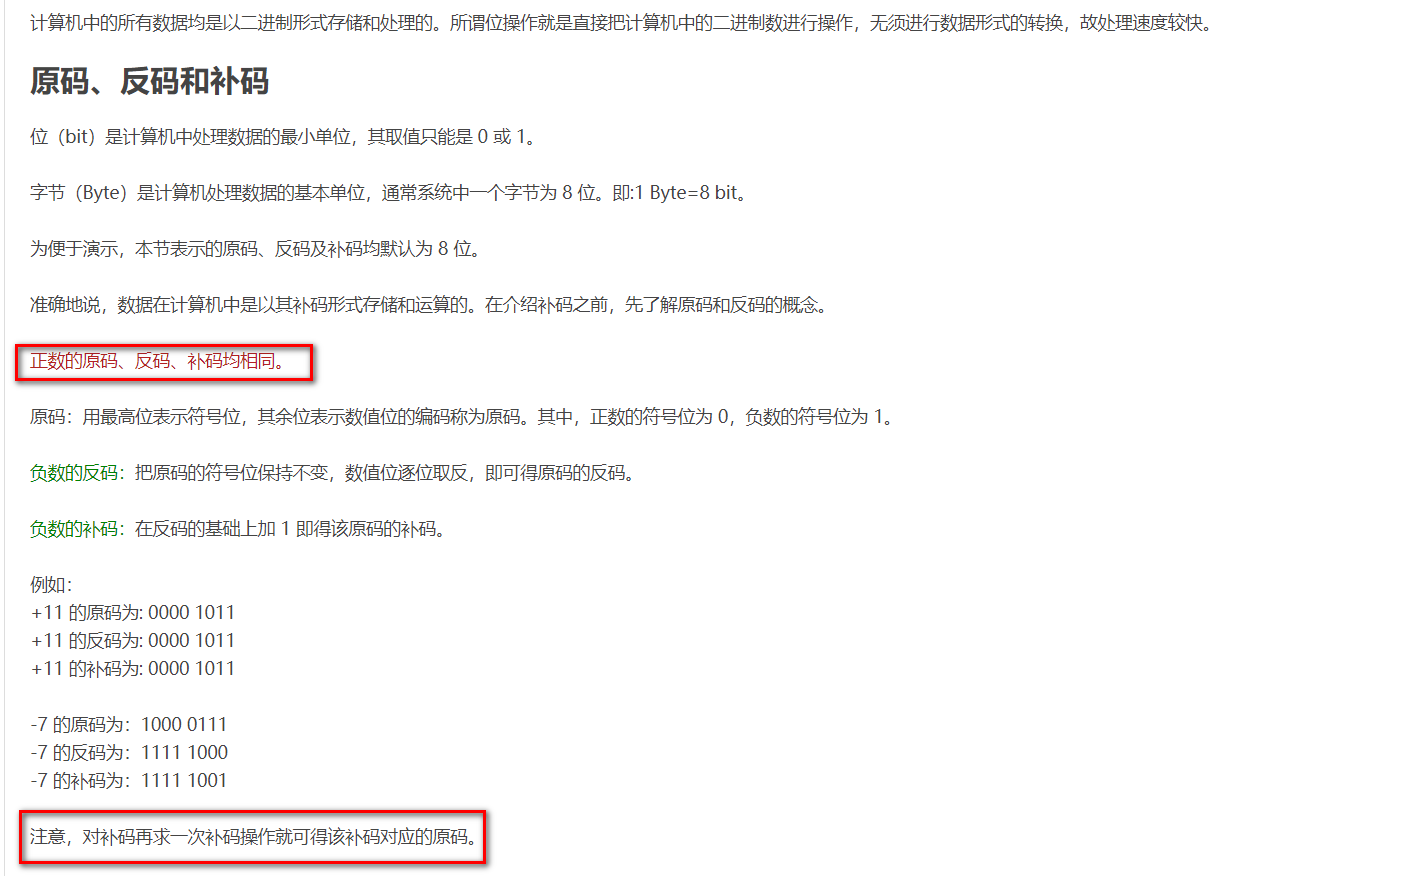 计算机中的所有数据均是以二进制形式存储和处理的。所谓位操作就是直接把计算机中的二进制数进行操作，无须进行数据形式的转换，故处理速度较快。
原码、反码和补码
位（bit）是计算机中处理数据的最小单位，其取值只能是 0 或 1。
字节（Byte）是计算机处理数据的基本单位，通常系统中一个字节为 8 位。即:1 Byte=8 bit。
为便于演示，本节表示的原码、反码及补码均默认为 8 位。
准确地说，数据在计算机中是以其补码形式存储和运算的。在介绍补码之前，先了解原码和反码的概念。
正数的原码、反码、补码均相同。
原码：用最高位表示符号位，其余位表示数值位的编码称为原码。其中，正数的符号位为 0，负数的符号位为 1。
负数的反码：把原码的符号位保持不变，数值位逐位取反，即可得原码的反码。
负数的补码：在反码的基础上加 1 即得该原码的补码。
例如：
+11 的原码为: 0000 1011
+11 的反码为: 0000 1011
+11 的补码为: 0000 1011
-7 的原码为：1000 0111
-7 的反码为：1111 1000
-7 的补码为：1111 1001
注意，对补码再求一次补码操作就可得该补码对应的原码。